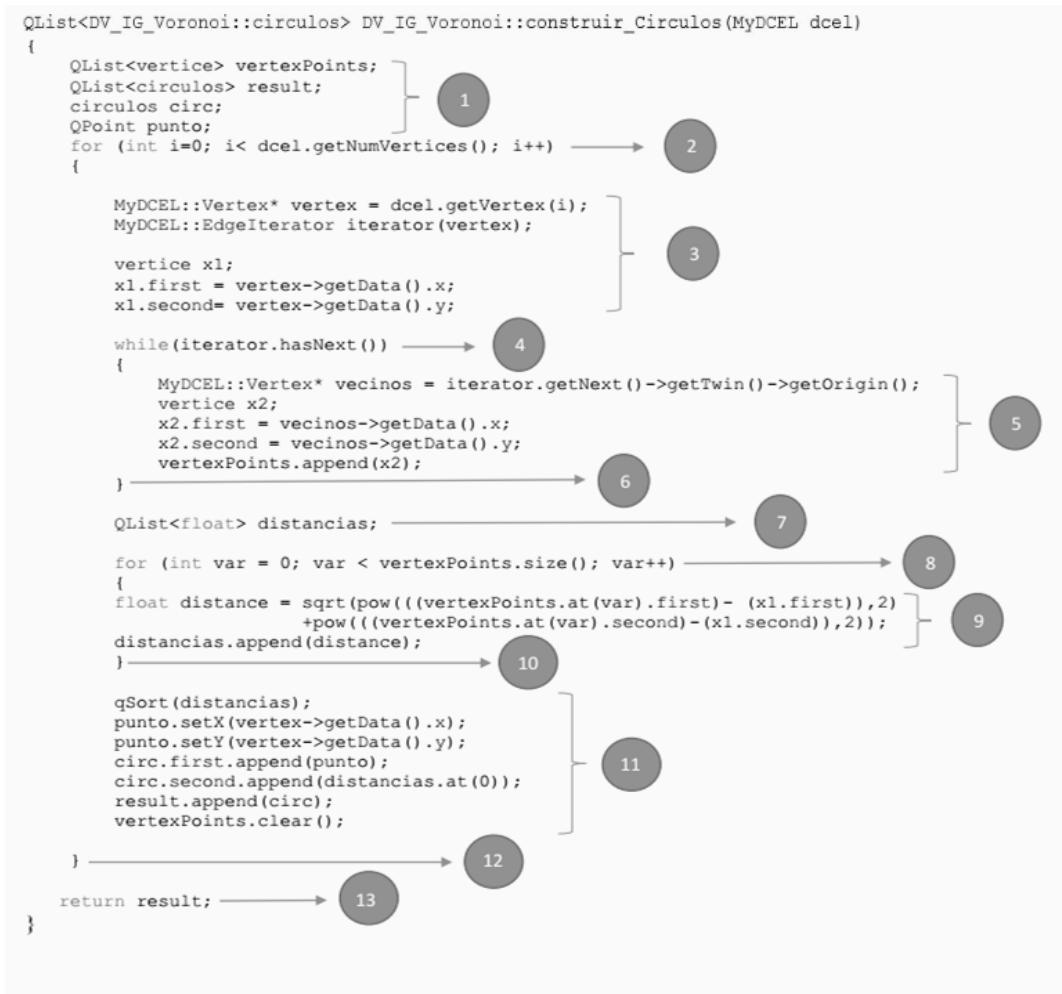 QList<DV_IG_Voronoi::circulos> DV_IG_Voronoi::construir_Circulos(MyDCEL dcel)
{
QList<vertice> vertexPoints;
QList<circulos> result;
circulos circ;
1
QPoint punto;
for (int i=0; i< dcel.getNumVertices(); i++)
2
{
MyDCEL::Vertex* vertex = dcel.getVertex(i);
MyDCEL::EdgeIterator iterator(vertex);
3
vertice x1;
x1.first = vertex->getData().x;
x1.second= vertex->getData().y;
while(iterator.hasNext())
4
{
MyDCEL::Vertex* vecinos = iterator.getNext()->getTwin()->getOrigin();
vertice x2;
x2.first = vecinos->getData().x;
5
x2.second = vecinos->getData().y;
vertexPoints.append(x2);
}
6
QList<float> distancias;
7
for (int var = 0; var < vertexPoints.size(); var++)
8
{
float distance = sqrt(pow(((vertexPoints.at(var).first)- (x1.first)),2)
+pow(((vertexPoints.at(var).second)-(x1.second)),2));
9
distancias.append(distance);
}
10
qSort(distancias);
punto.setX(vertex->getData().x);
punto.setY(vertex->getData().y);
circ.first.append(punto);
11
circ.second.append(distancias.at(0));
result.append(circ);
vertexPoints.clear();
}
12
return result;
13
}